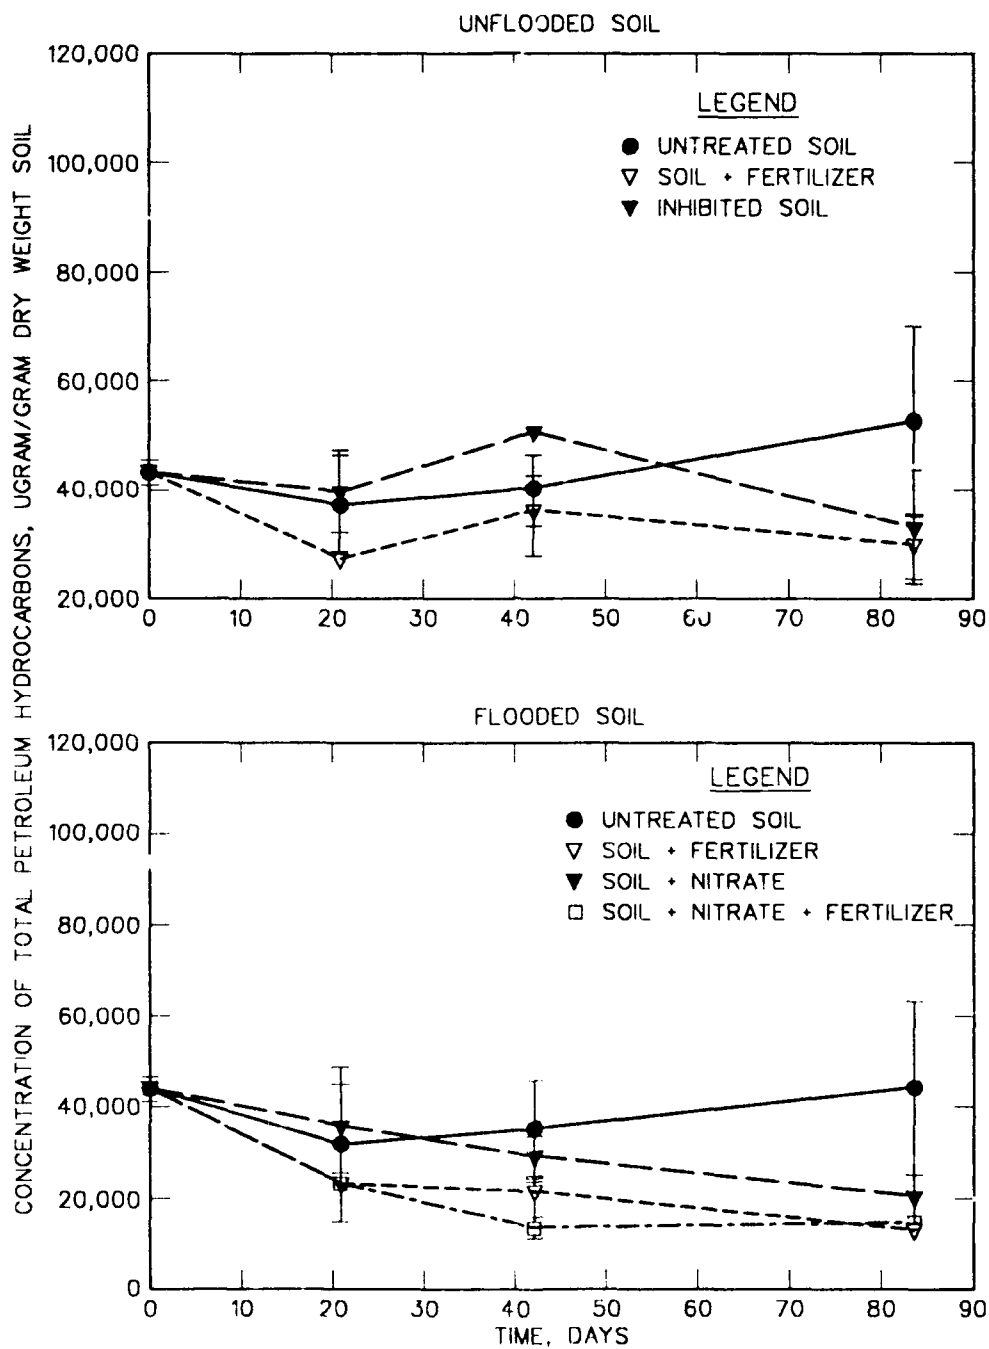 UNFLOODED SOIL
120,000
100,000
80,000
60,000
40,000
20,000
0 10 20 30 40 50 60 70 80 90
LEGEND
UNTREATED SOIL
SOIL + FERTILIZER
INHIBITED SOIL
CONCENTRATION OF TOTAL PETROLEUM HYDROCARBONS, UGRAM/GRAM DRY WEIGHT SOIL
FLOODED SOIL
120,000
100,000
80,000
60,000
40,000
20,000
0
0 10 20 30 40 50 60 70 80 90
LEGEND
UNTREATED SOIL
SOIL + FERTILIZER
SOIL + NITRATE
SOIL + NITRATE + FERTILIZER
TIME, DAYS